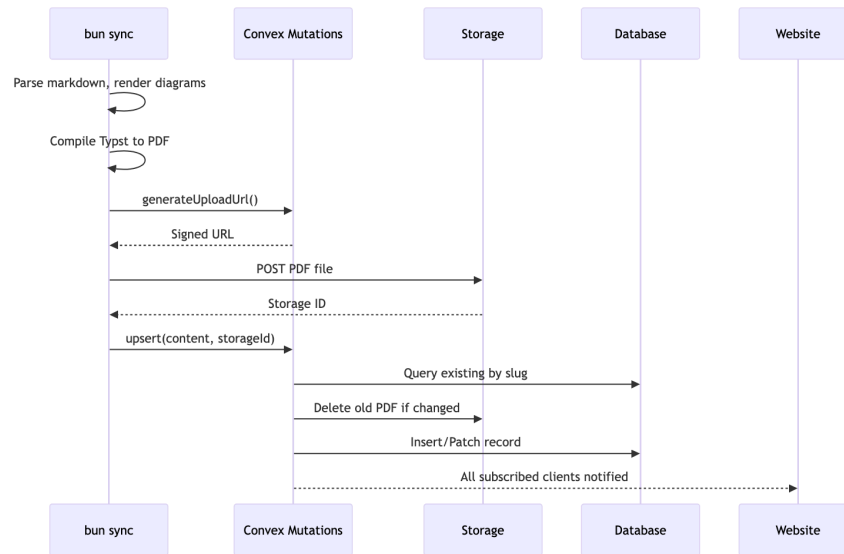 bun sync
Convex Mutations
Storage
Database
Website
Parse markdown, render diagrams
Compile Typst to PDF
generateUploadUrl()
Signed URL
POST PDF file
Storage ID
upsert(content, storageId)
Query existing by slug
Delete old PDF if changed
Insert/Patch record
All subscribed clients notified
bun sync
Convex Mutations
Storage
Database
Website